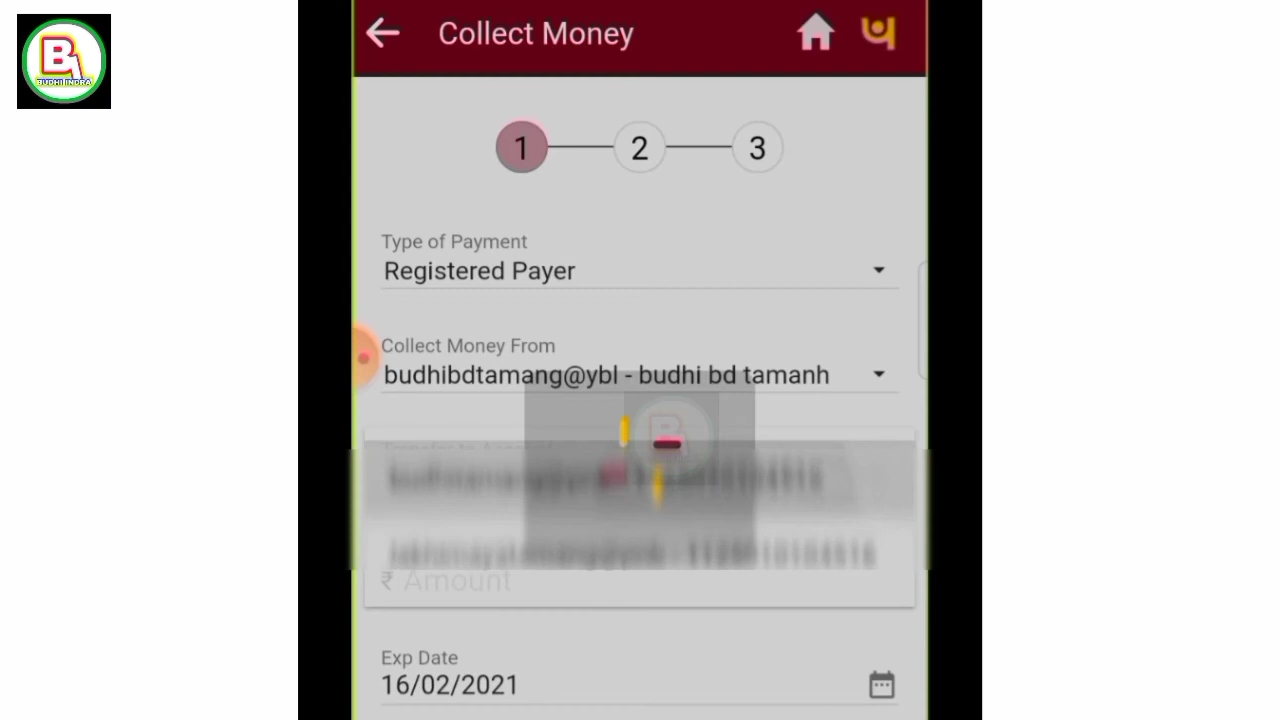 BUDHI INDRA
Collect Money
1
2
3
Type of Payment
Registered Payer
Collect Money From
budhibdtamang@ybl - budhi bd tamanh
₹ Amount
Exp Date
16/02/2021